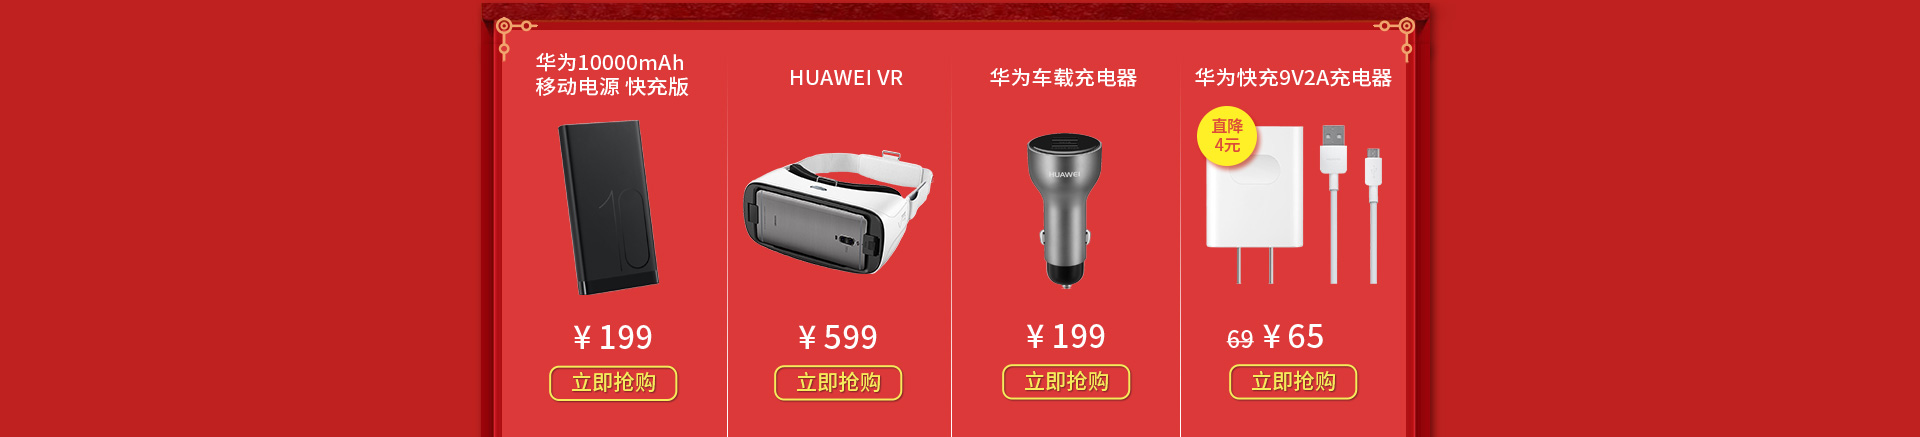 华为10000mAh
移动电源 快充版
¥199
立即抢购
HUAWEI VR
¥599
立即抢购
华为车载充电器
HUAWEI
¥199
立即抢购
华为快充9V2A充电器
直降
4元
69 ¥65
立即抢购